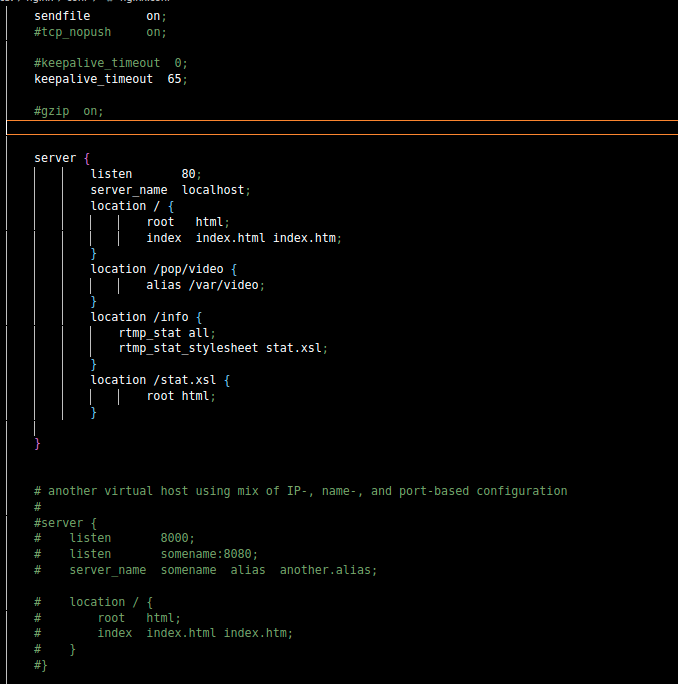 sendfile        on;
#tcp_nopush     on;
#keepalive_timeout  0;
keepalive_timeout  65;
#gzip  on;
server {
listen       80;
server_name  localhost;
location / {
root   html;
index  index.html index.htm;
}
location /pop/video {
alias /var/video;
}
location /info {
rtmp_stat all;
rtmp_stat_stylesheet stat.xsl;
}
location /stat.xsl {
root html;
}
}
# another virtual host using mix of IP-, name-, and port-based configuration
#
#server {
#    listen       8000;
#    listen       somename:8080;
#    server_name  somename  alias  another.alias;
#    location / {
#        root   html;
#        index  index.html index.htm;
#    }
#}